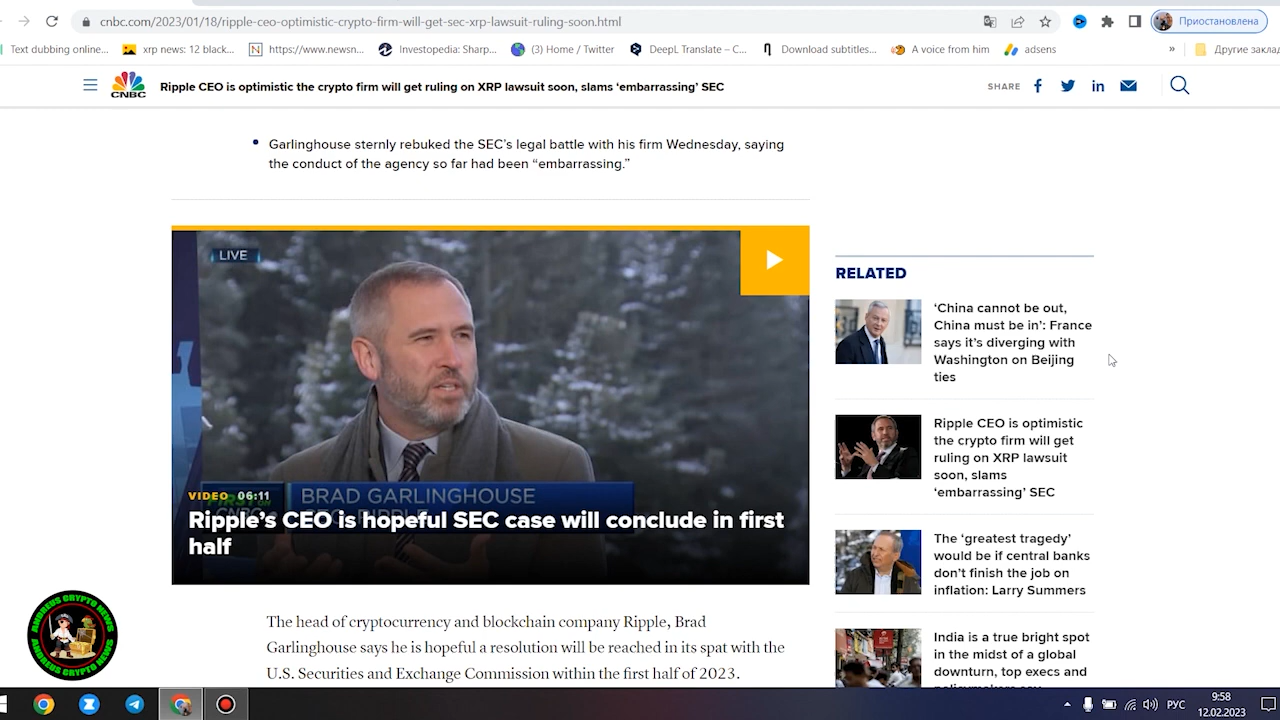 cnbc.com/2023/01/18/ripple-ceo-optimistic-crypto-firm-will-get-sec-xrp-lawsuit-ruling-soon.html
Приостановлена
Text dubbing online...
xrp news: 12 black...
https://www.newsn...
Investopedia: Sharp...
(3) Home / Twitter
DeepL Translate – C...
Download subtitles...
A voice from him
adsens
»
Другие закла
CNBC
Ripple CEO is optimistic the crypto firm will get ruling on XRP lawsuit soon, slams ‘embarrassing’ SEC
SHARE
Garlinghouse sternly rebuked the SEC’s legal battle with his firm Wednesday, saying
the conduct of the agency so far had been “embarrassing.”
LIVE
BRAD GARLINGHOUSE
VIDEO 06:11
Ripple’s CEO is hopeful SEC case will conclude in first
half
The head of cryptocurrency and blockchain company Ripple, Brad
Garlinghouse says he is hopeful a resolution will be reached in its spat with the
U.S. Securities and Exchange Commission within the first half of 2023.
RELATED
‘China cannot be out,
China must be in’: France
says it’s diverging with
Washington on Beijing
ties
Ripple CEO is optimistic
the crypto firm will get
ruling on XRP lawsuit
soon, slams
‘embarrassing’ SEC
The ‘greatest tragedy’
would be if central banks
don’t finish the job on
inflation: Larry Summers
India is a true bright spot
in the midst of a global
downturn, top execs and
ANDREUS CRYPTO NEWS
ANDREUS CRYPTO NEWS
РУС
9:58
12.02.2023